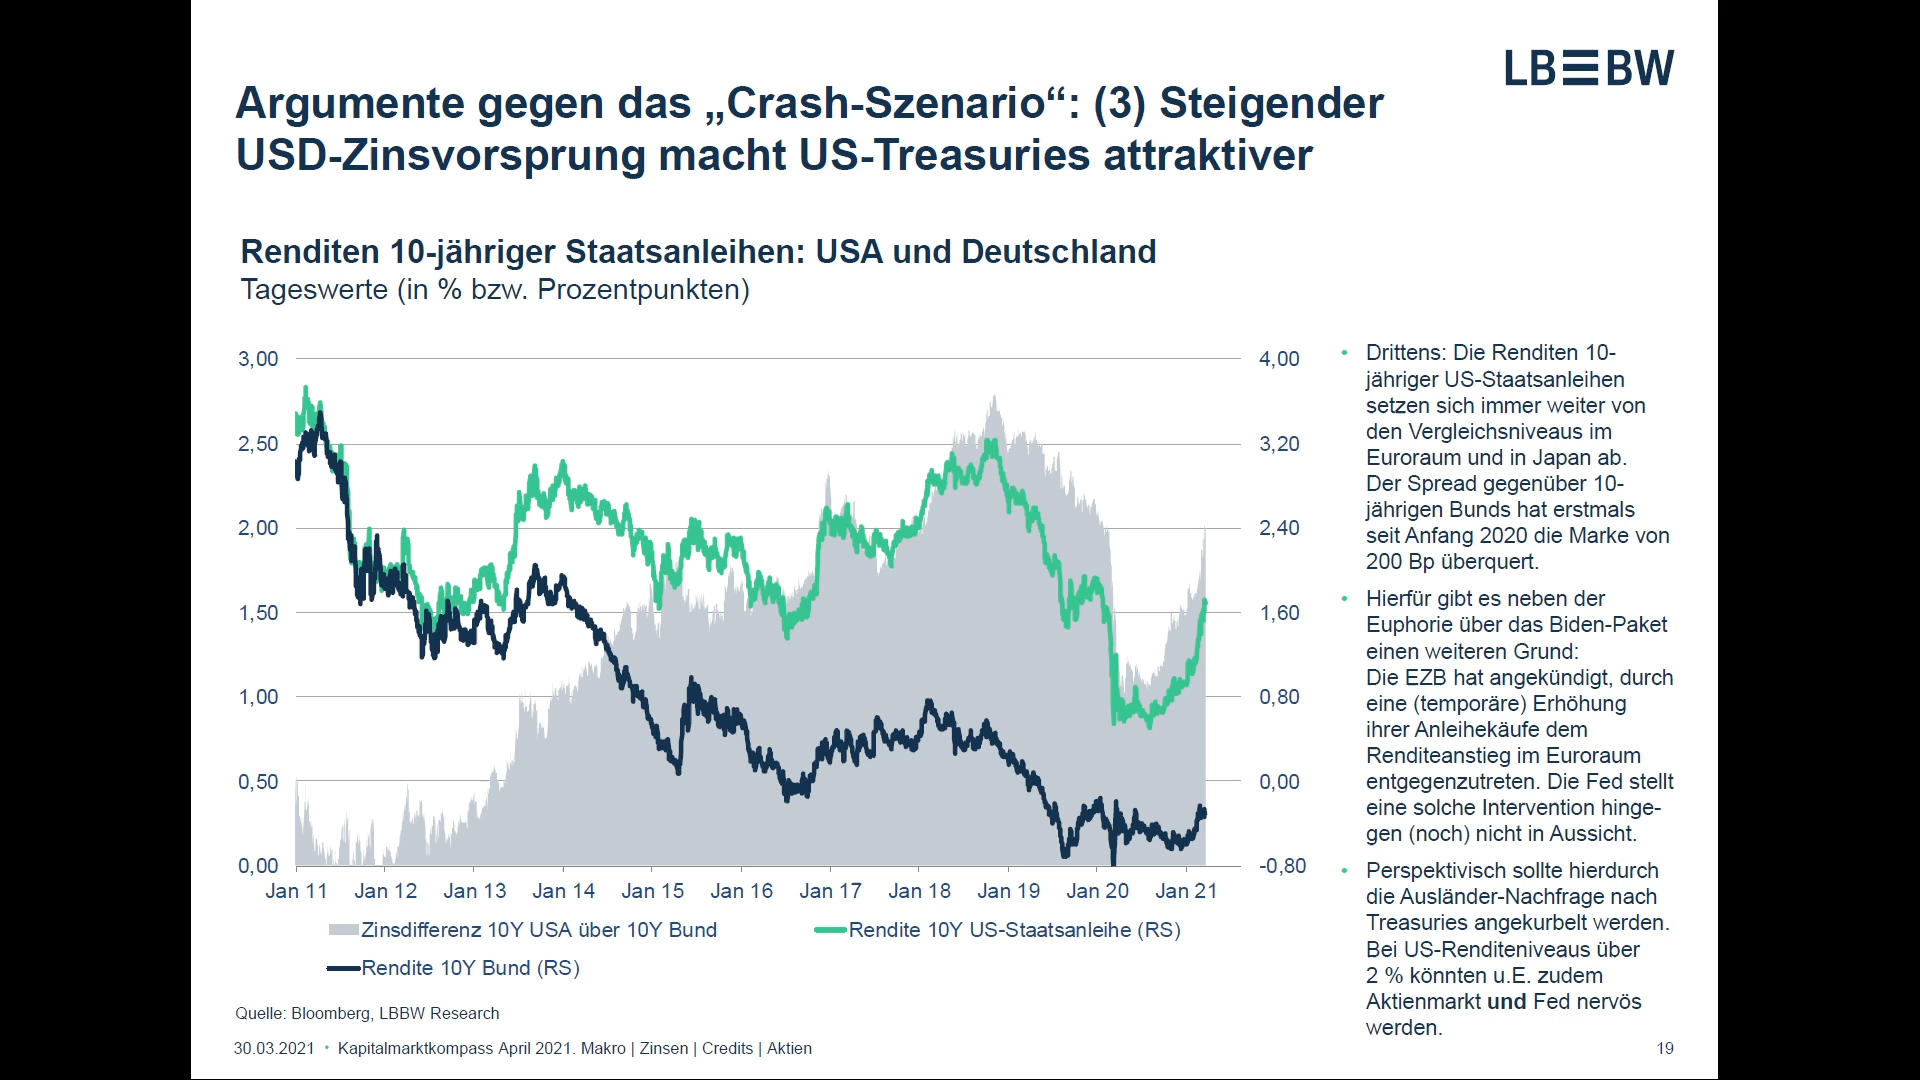 LBBW
Argumente gegen das „Crash-Szenario“: (3) Steigender
USD-Zinsvorsprung macht US-Treasuries attraktiver
Renditen 10-jähriger Staatsanleihen: USA und Deutschland
Tageswerte (in % bzw. Prozentpunkten)
3,00
2,50
2,00
1,50
1,00
0,50
0,00
4,00
3,20
2,40
1,60
0,80
0,00
-0,80
Jan 11 Jan 12 Jan 13 Jan 14 Jan 15 Jan 16 Jan 17 Jan 18 Jan 19 Jan 20 Jan 21
Zinsdifferenz 10Y USA über 10Y Bund
Rendite 10Y US-Staatsanleihe (RS)
Rendite 10Y Bund (RS)
• Drittens: Die Renditen 10-
jähriger US-Staatsanleihen
setzen sich immer weiter von
den Vergleichsniveaus im
Euroraum und in Japan ab.
Der Spread gegenüber 10-
jährigen Bunds hat erstmals
seit Anfang 2020 die Marke von
200 Bp überquert.
• Hierfür gibt es neben der
Euphorie über das Biden-Paket
einen weiteren Grund:
Die EZB hat angekündigt, durch
eine (temporäre) Erhöhung
ihrer Anleihekäufe dem
Renditeanstieg im Euroraum
entgegenzutreten. Die Fed stellt
eine solche Intervention hinge-
gen (noch) nicht in Aussicht.
• Perspektivisch sollte hierdurch
die Ausländer-Nachfrage nach
Treasuries angekurbelt werden.
Bei US-Renditeniveaus über
2 % könnten u.E. zudem
Aktienmarkt und Fed nervös
werden.
Quelle: Bloomberg, LBBW Research
30.03.2021 • Kapitalmarktkompass April 2021. Makro | Zinsen | Credits | Aktien
19